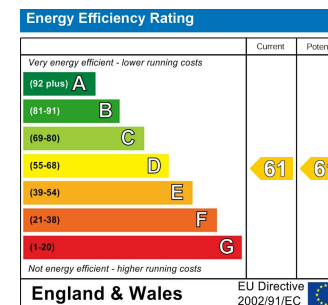 Energy Efficiency Rating
Current
Very energy efficient - lower running costs
(92 plus) A
(81-91) B
(69-80) C
(55-68) D
61
(39-54) E
(21-38) F
(1-20) G
Not energy efficient - higher running costs
England & Wales
EU Directive
2002/91/EC